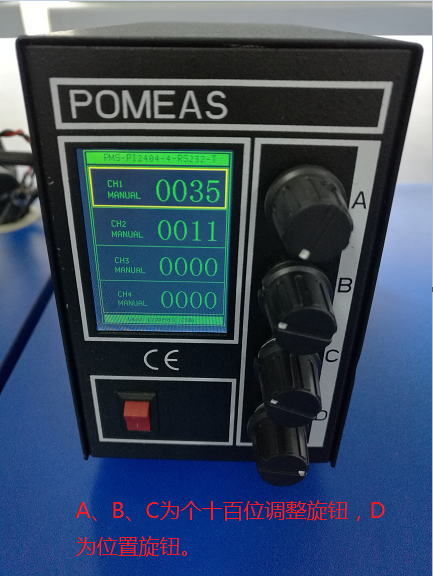 POMEAS
PMS-PI2404-4-RS232-T
CH1
MANUAL 0035
CH2
MANUAL 0011
CH3
MANUAL 0000
CH4
MANUAL 0000
A
B
C
D
CE
A、B、C为个十百位调整旋钮，D
为位置旋钮。